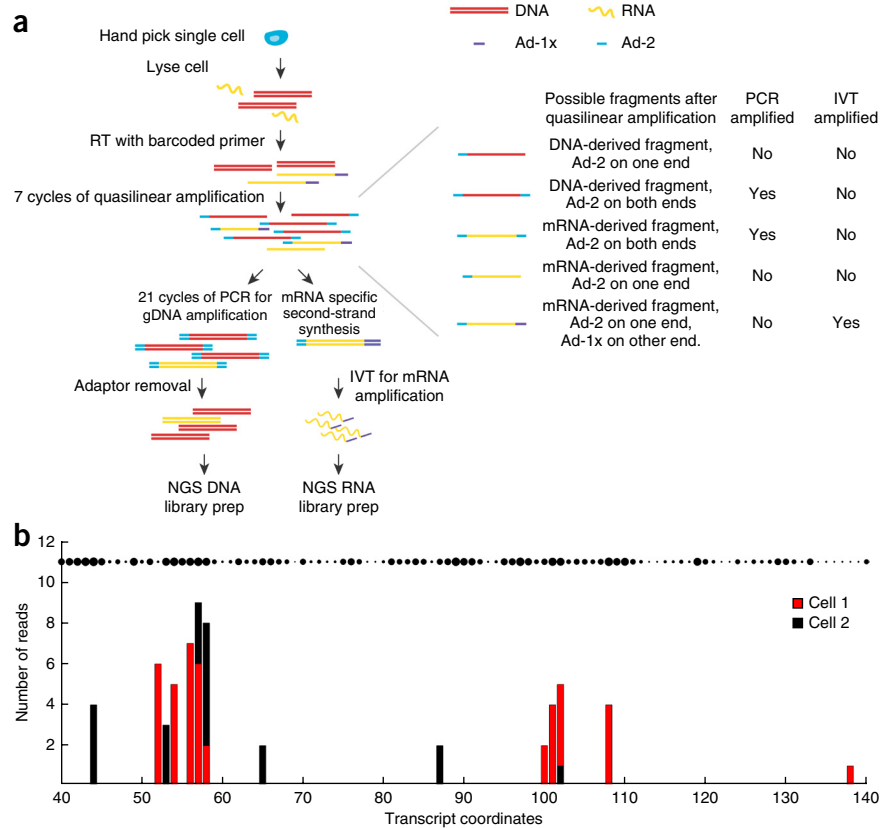 a
Hand pick single cell
Lyse cell
RT with barcoded primer
7 cycles of quasilinear amplification
21 cycles of PCR for
gDNA amplification
mRNA specific
second-strand
synthesis
Adaptor removal
IVT for mRNA
amplification
NGS DNA
library prep
NGS RNA
library prep
DNA
RNA
Ad-1x
Ad-2
Possible fragments after
quasilinear amplification
PCR
amplified
IVT
amplified
DNA-derived fragment,
Ad-2 on one end
No
No
DNA-derived fragment,
Ad-2 on both ends
Yes
No
mRNA-derived fragment,
Ad-2 on both ends
Yes
No
mRNA-derived fragment,
Ad-2 on one end
No
No
mRNA-derived fragment,
Ad-2 on one end,
Ad-1x on other end.
No
Yes
b
Number of reads
12
10
8
6
4
2
Cell 1
Cell 2
40 50 60 70 80 90 100 110 120 130 140
Transcript coordinates